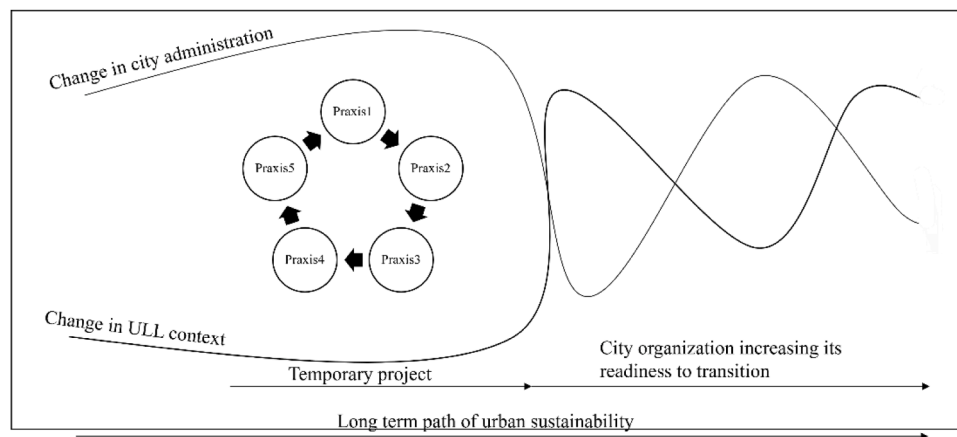 Change in city administration
Praxis1
Praxis5
Praxis2
Praxis4
Praxis3
Change in ULL context
Temporary project
City organization increasing its
readiness to transition
Long term path of urban sustainability